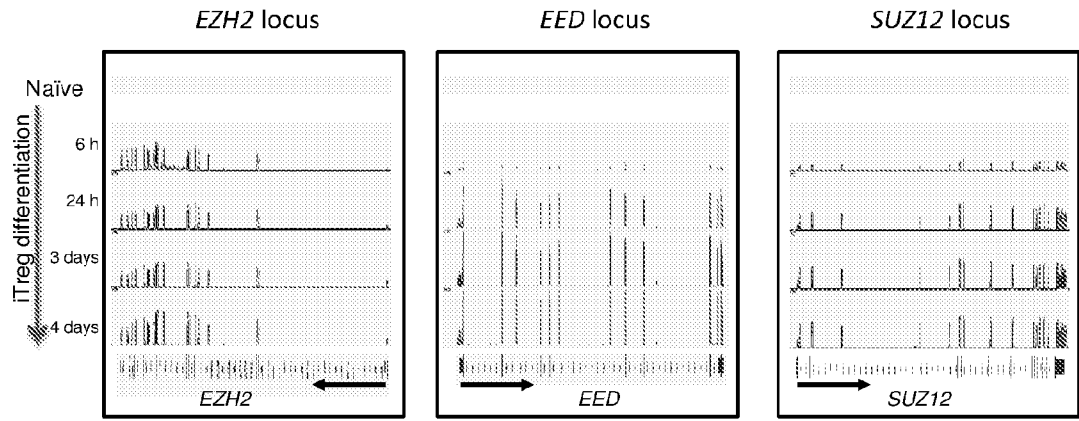 EZH2 locus
EED locus
SUZ12 locus
Naïve
iTreg differentiation
6 h
24 h
3 days
4 days
EZH2
EED
SUZ12